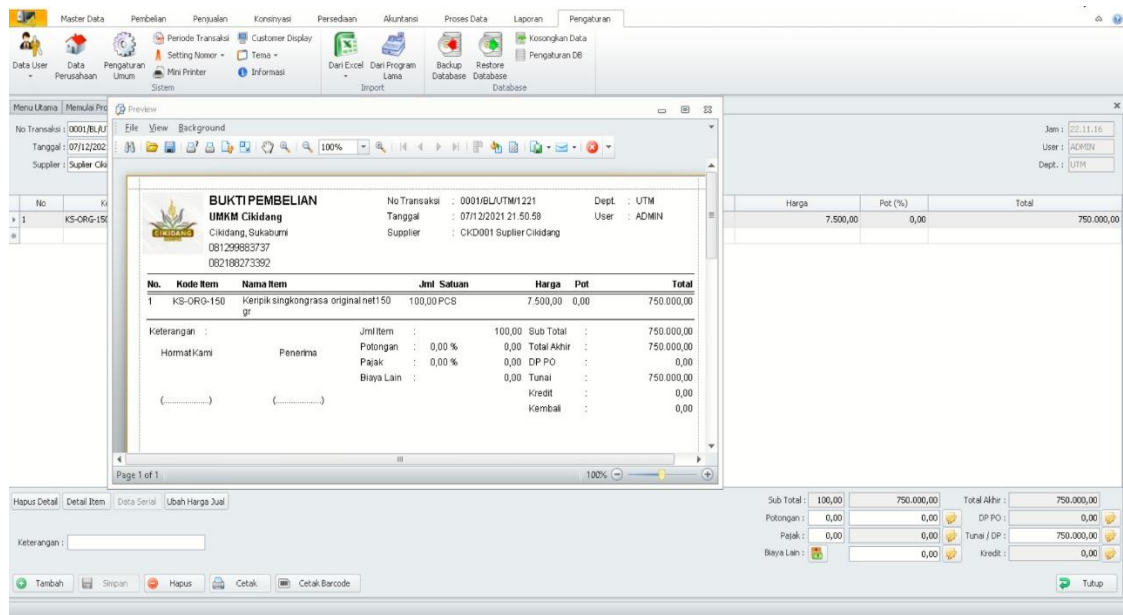 Master Data Pembelian Penjualan Konsinyasi Persediaan Akuntansi Proses Data Laporan Pengaturan
Data User
Data Perusahaan
Pengaturan Umum
Periode Transaksi
Setting Nomor
Mini Printer
Customer Display
Tema
Informasi
Sistem
Dari Excel
Dari Program Lama
Import
Backup Database
Restore Database
Kosongkan Data
Pengaturan DB
Database
Menu Utama Memulai Pro
No Transaksi : 0001/BL/U
Tanggal : 07/12/202
Supplier : Suplier Ciki
Jam : 22.11.16
User : ADMIN
Dept. : UTM
No Harga Pot (%) Total
1 KS-ORG-150 7.500,00 0,00 750.000,00
Preview
File View Background
100%
CIKIDANG
BUKTI PEMBELIAN
UMKM Cikidang
Cikidang, Sukabumi
081299883737
082188273392
No Transaksi : 0001/BL/UTM/1221
Tanggal : 07/12/2021 21.50.58
Supplier : CKD001 Suplier Cikidang
Dept. : UTM
User : ADMIN
No. Kode Item Nama Item Jml Satuan Harga Pot Total
1 KS-ORG-150 Keripik singkong rasa original net150 gr 100,00 PCS 7.500,00 0,00 750.000,00
Keterangan :
Hormat Kami Penerima
(....................) (....................)
Jml Item : 100,00
Potongan : 0,00 % 0,00
Pajak : 0,00 % 0,00
Biaya Lain : 0,00
Sub Total : 750.000,00
Total Akhir : 750.000,00
DP PO : 0,00
Tunai : 750.000,00
Kredit : 0,00
Kembali : 0,00
Page 1 of 1 100%
Hapus Detail Detail Item Data Serial Ubah Harga Jual
Keterangan :
Sub Total : 100,00 750.000,00 Total Akhir : 750.000,00
Potongan : 0,00 0,00 DP PO : 0,00
Pajak : 0,00 0,00 Tunai / DP : 750.000,00
Biaya Lain : 0,00 Kredit : 0,00
Tambah Simpan Hapus Cetak Cetak Barcode Tutup